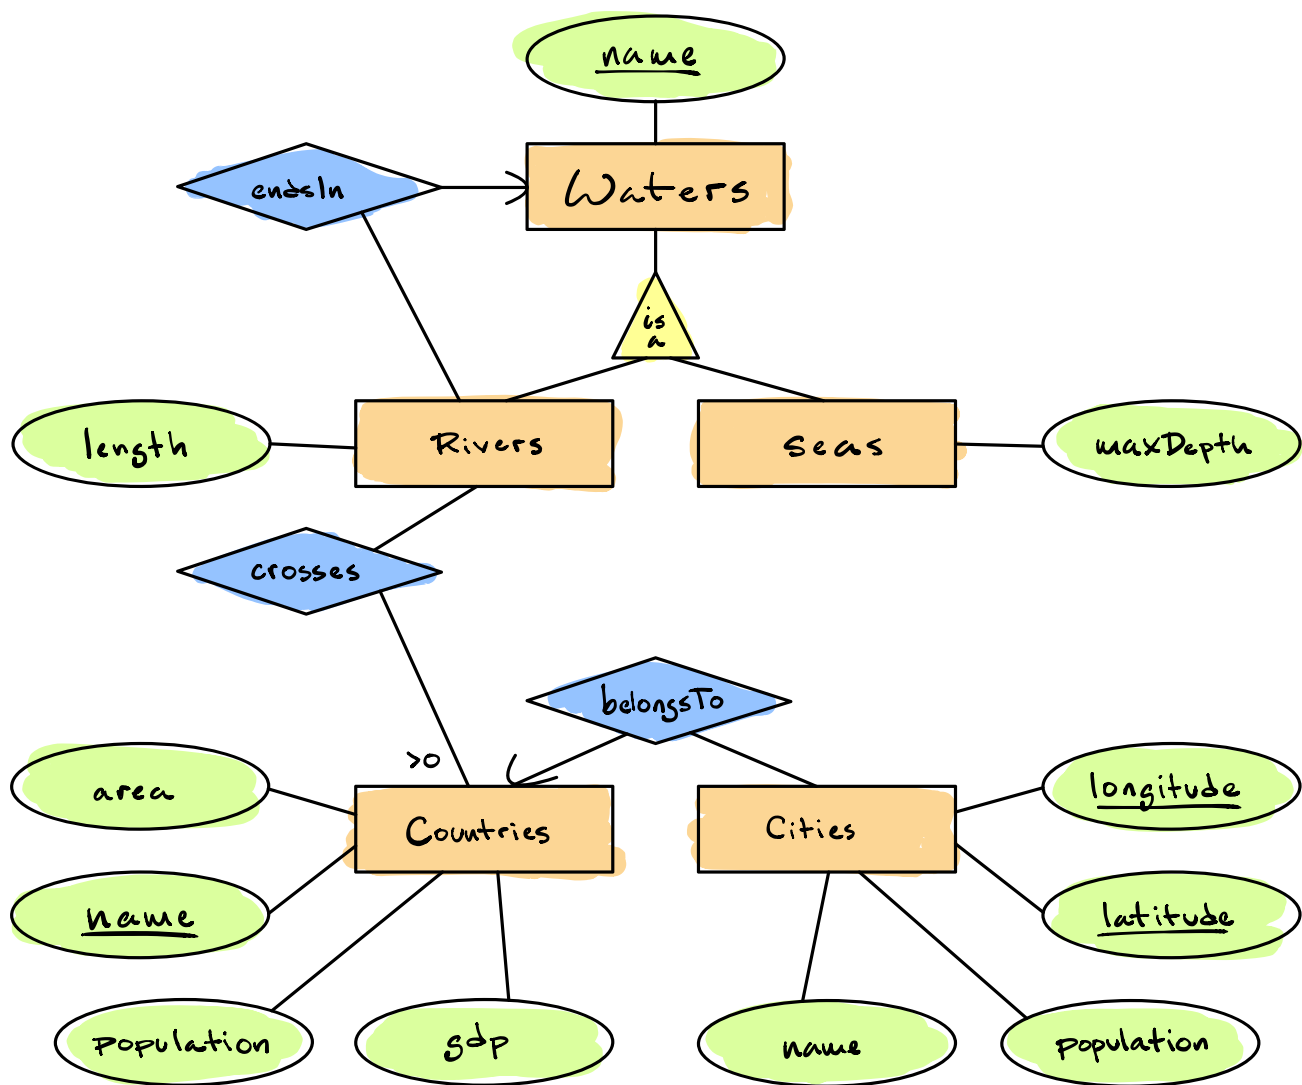 name
endsIn
Waters
is
a
length
Rivers
Seas
maxDepth
crosses
belongsTo
>0
area
Countries
Cities
longitude
name
latitude
population
gdp
name
population